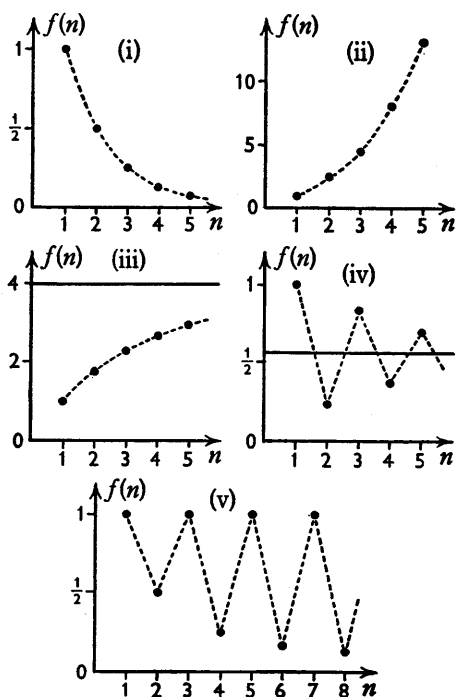 f(n)
(i)
1
1/2
0
1 2 3 4 5 n
f(n)
(ii)
10
5
0
1 2 3 4 5 n
f(n)
(iii)
4
2
0
1 2 3 4 5 n
f(n)
(iv)
1
1/2
0
1 2 3 4 5 n
f(n)
(v)
1
1/2
0
1 2 3 4 5 6 7 8 n